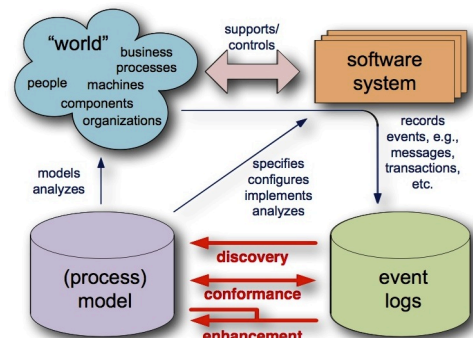 “world”
business
processes
people
machines
components
organizations
supports/
controls
software
system
records
events, e.g.,
messages,
transactions,
etc.
models
analyzes
specifies
configures
implements
analyzes
(process)
model
discovery
conformance
enhancement
event
logs